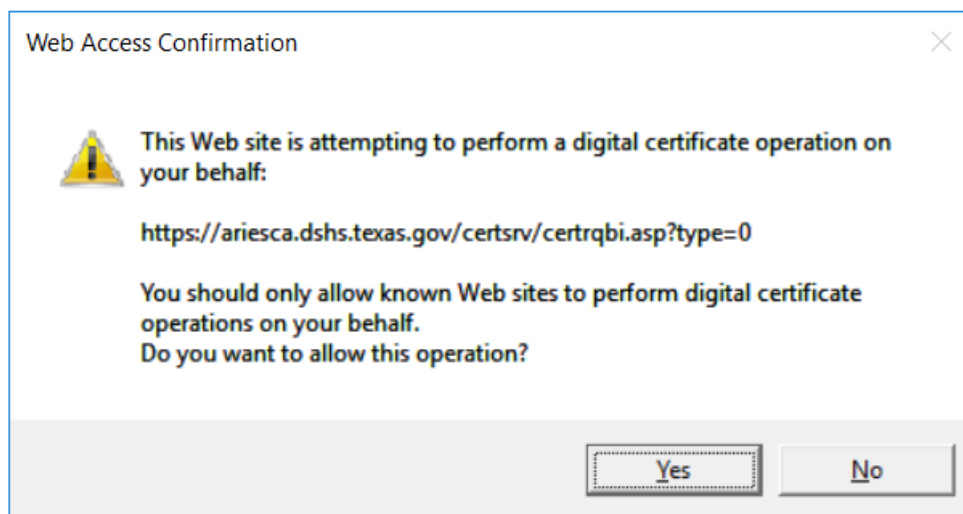 Web Access Confirmation
This Web site is attempting to perform a digital certificate operation on
your behalf:
https://ariesca.dshs.texas.gov/certsrv/certrqbi.asp?type=0
You should only allow known Web sites to perform digital certificate
operations on your behalf.
Do you want to allow this operation?
Yes
No